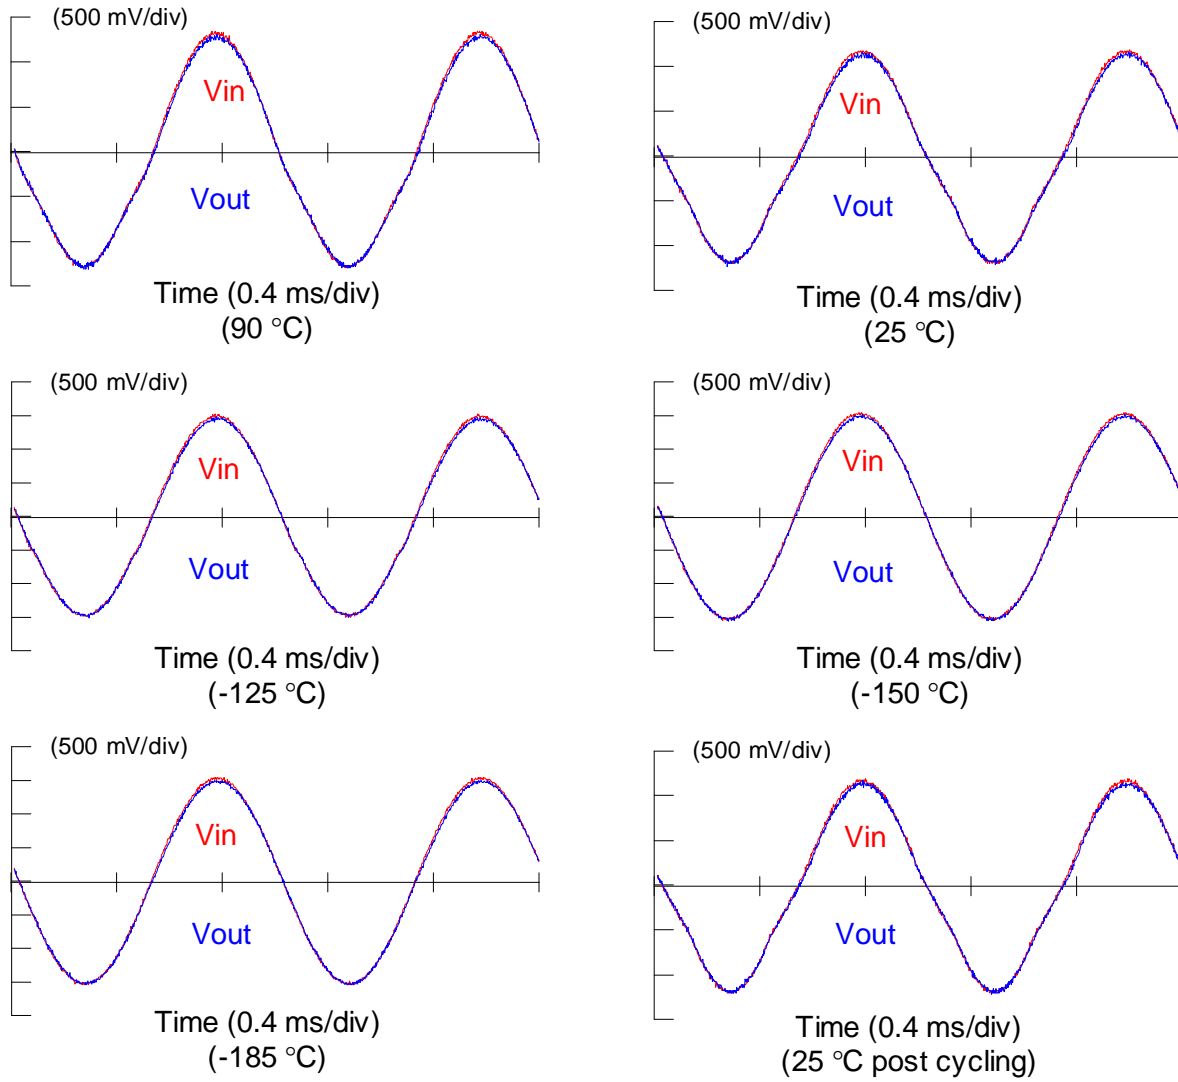 (500 mV/div)
Vin
Vout
Time (0.4 ms/div)
(90 °C)
(500 mV/div)
Vin
Vout
Time (0.4 ms/div)
(25 °C)
(500 mV/div)
Vin
Vout
Time (0.4 ms/div)
(-125 °C)
(500 mV/div)
Vin
Vout
Time (0.4 ms/div)
(-150 °C)
(500 mV/div)
Vin
Vout
Time (0.4 ms/div)
(-185 °C)
(500 mV/div)
Vin
Vout
Time (0.4 ms/div)
(25 °C post cycling)